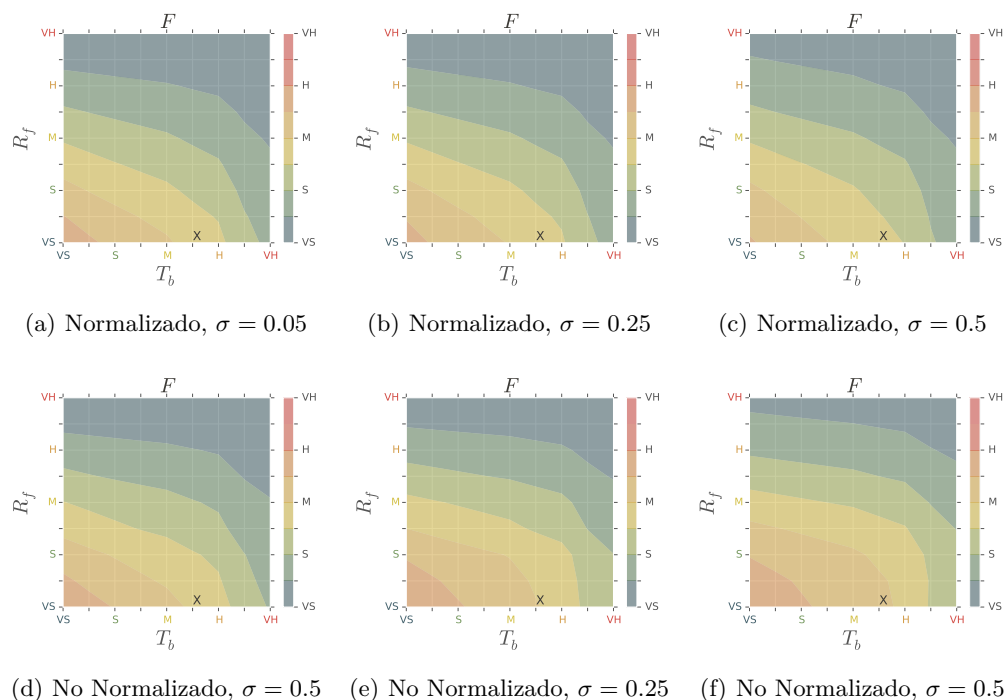 F F F
VH VH VH VH VH VH
H H H H H H
R_f M M R_f M M R_f M M
S S S S S S
VS X VS VS X VS VS X VS
VS S M H VH VS S M H VH VS S M H VH
T_b T_b T_b
(a) Normalizado, σ = 0.05 (b) Normalizado, σ = 0.25 (c) Normalizado, σ = 0.5
F F F
VH VH VH VH VH VH
H H H H H H
R_f M M R_f M M R_f M M
S S S S S S
VS X VS VS X VS VS X VS
VS S M H VH VS S M H VH VS S M H VH
T_b T_b T_b
(d) No Normalizado, σ = 0.5 (e) No Normalizado, σ = 0.25 (f) No Normalizado, σ = 0.5